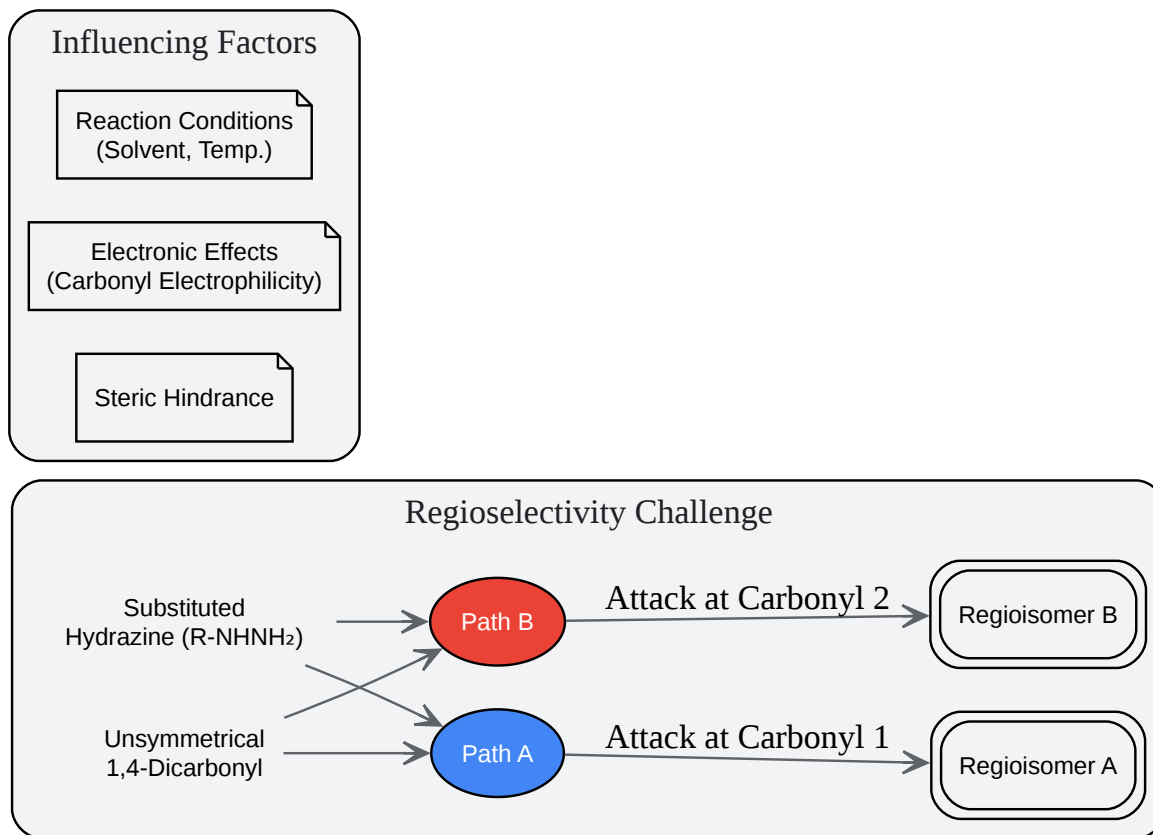 Influencing Factors
Reaction Conditions
(Solvent, Temp.)
Electronic Effects
(Carbonyl Electrophilicity)
Steric Hindrance
Regioselectivity Challenge
Substituted
Hydrazine (R-NHNH₂)
Path B
Attack at Carbonyl 2
Regioisomer B
Unsymmetrical
1,4-Dicarbonyl
Path A
Attack at Carbonyl 1
Regioisomer A